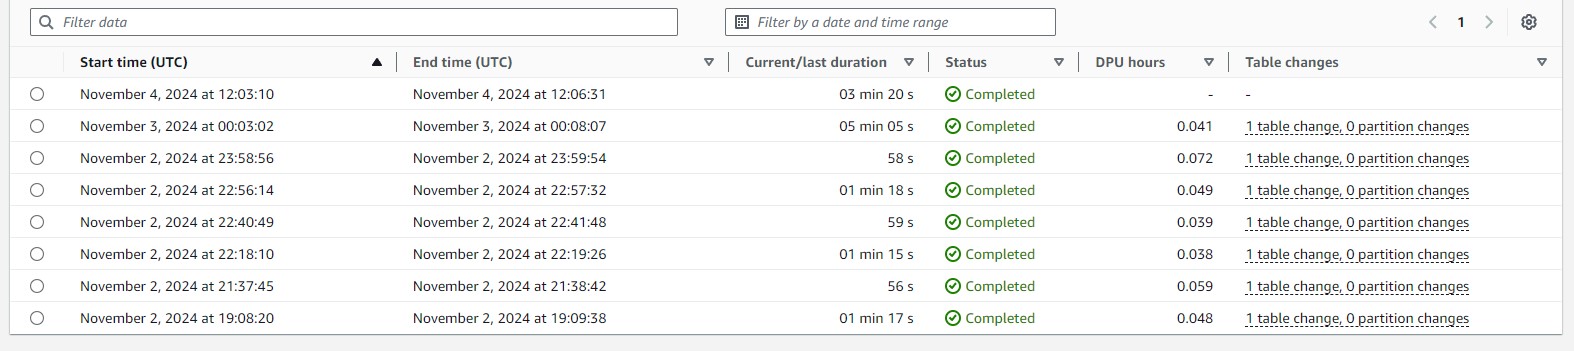 Filter data Filter by a date and time range 1
Start time (UTC) End time (UTC) Current/last duration Status DPU hours Table changes
November 4, 2024 at 12:03:10 November 4, 2024 at 12:06:31 03 min 20 s Completed - -
November 3, 2024 at 00:03:02 November 3, 2024 at 00:08:07 05 min 05 s Completed 0.041 1 table change, 0 partition changes
November 2, 2024 at 23:58:56 November 2, 2024 at 23:59:54 58 s Completed 0.072 1 table change, 0 partition changes
November 2, 2024 at 22:56:14 November 2, 2024 at 22:57:32 01 min 18 s Completed 0.049 1 table change, 0 partition changes
November 2, 2024 at 22:40:49 November 2, 2024 at 22:41:48 59 s Completed 0.039 1 table change, 0 partition changes
November 2, 2024 at 22:18:10 November 2, 2024 at 22:19:26 01 min 15 s Completed 0.038 1 table change, 0 partition changes
November 2, 2024 at 21:37:45 November 2, 2024 at 21:38:42 56 s Completed 0.059 1 table change, 0 partition changes
November 2, 2024 at 19:08:20 November 2, 2024 at 19:09:38 01 min 17 s Completed 0.048 1 table change, 0 partition changes